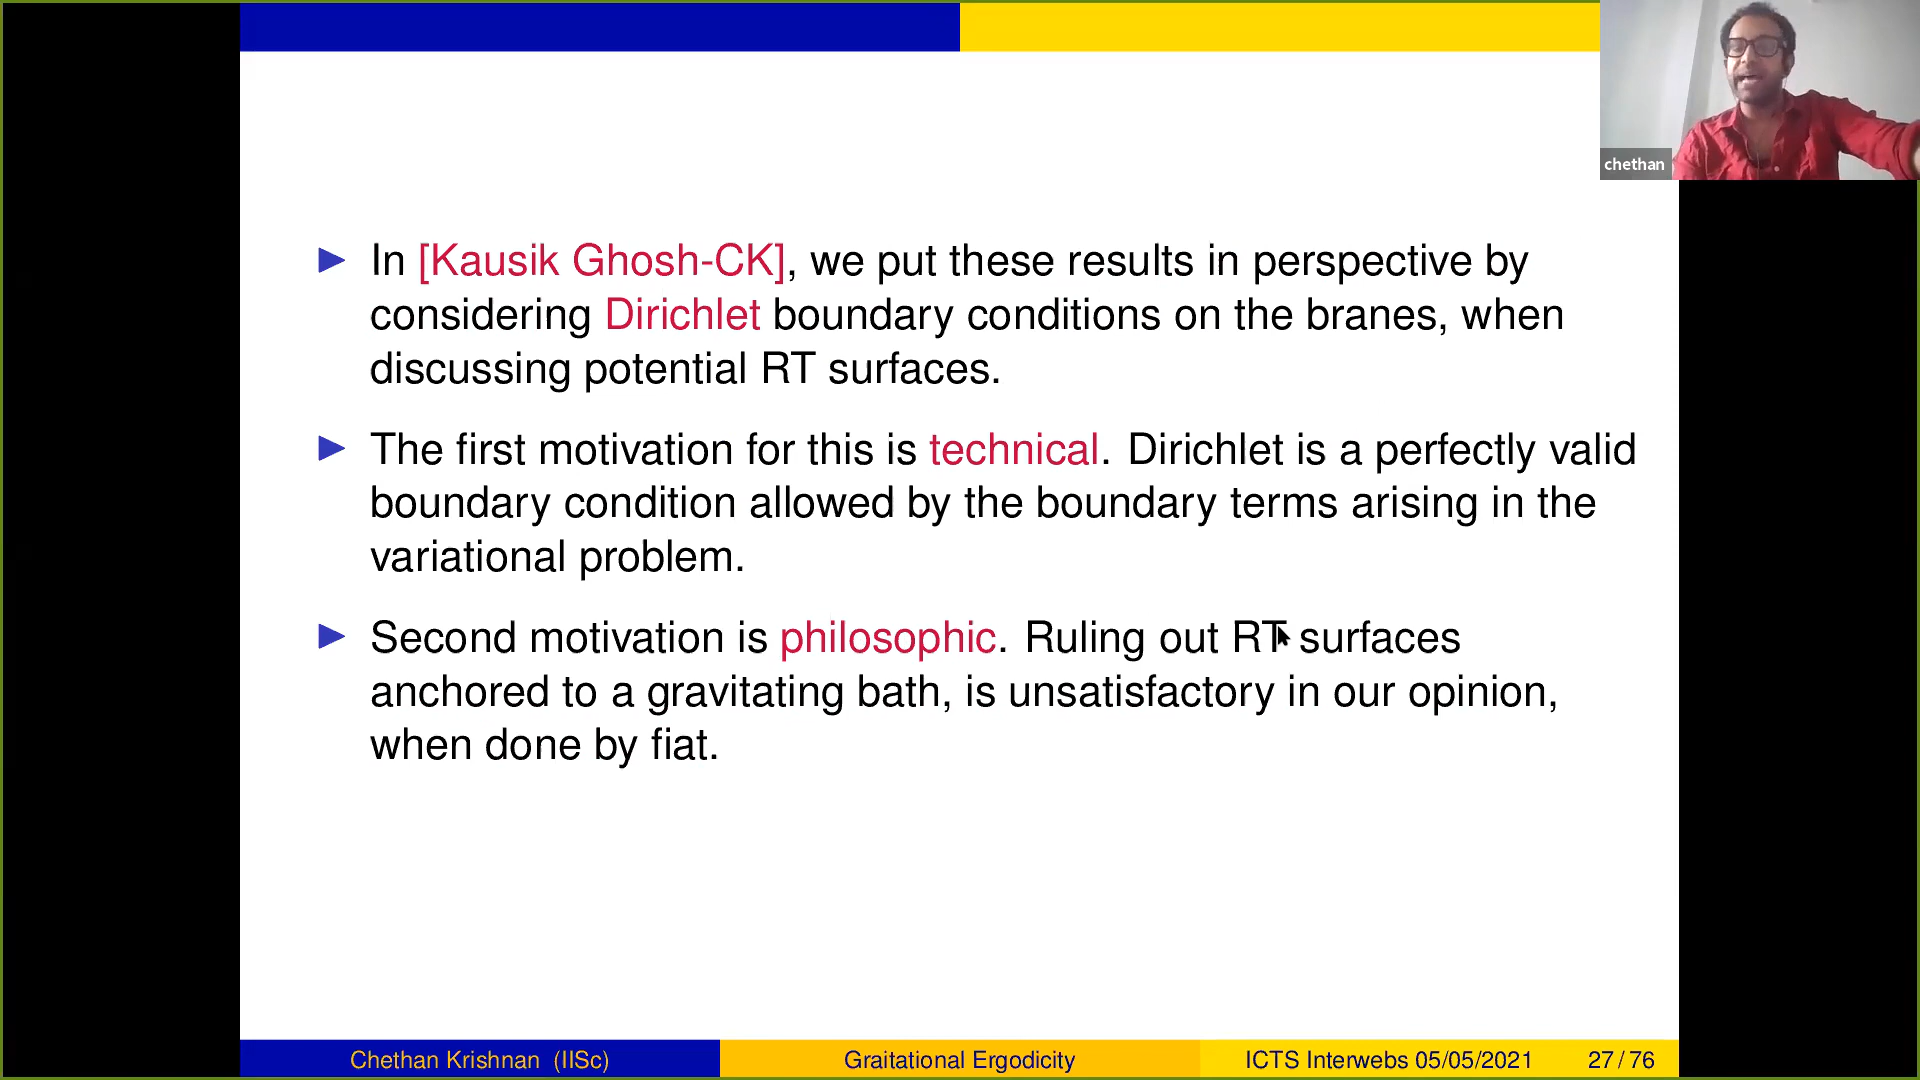 chethan
In [Kausik Ghosh-CK], we put these results in perspective by
considering Dirichlet boundary conditions on the branes, when
discussing potential RT surfaces.
The first motivation for this is technical. Dirichlet is a perfectly valid
boundary condition allowed by the boundary terms arising in the
variational problem.
Second motivation is philosophic. Ruling out RT surfaces
anchored to a gravitating bath, is unsatisfactory in our opinion,
when done by fiat.
Chethan Krishnan (IISc) Graitational Ergodicity ICTS Interwebs 05/05/2021 27 / 76